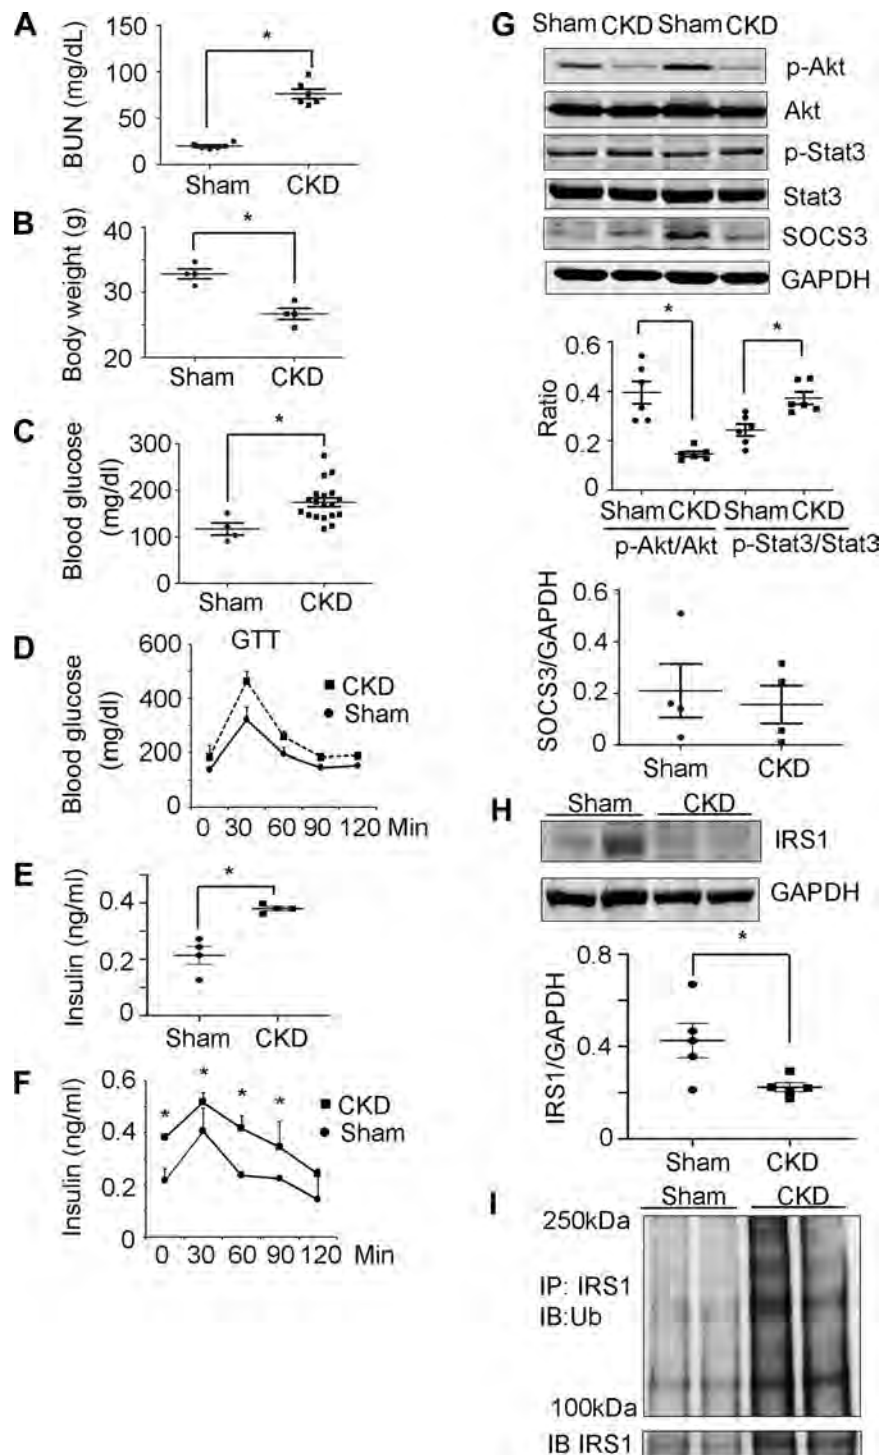 A
BUN (mg/dL)
*
150
100
50
0
Sham CKD
B
Body weight (g)
*
40
30
20
Sham CKD
C
Blood glucose
(mg/dl)
*
300
200
100
0
Sham CKD
D
Blood glucose
(mg/dl)
GTT
600
400
200
0
CKD
Sham
0 30 60 90 120 Min
E
Insulin (ng/ml)
*
0.4
0.2
0
Sham CKD
F
Insulin (ng/ml)
0.6
0.4
0.2
0
* * * *
CKD
Sham
0 30 60 90 120 Min
G
Sham CKD Sham CKD
p-Akt
Akt
p-Stat3
Stat3
SOCS3
GAPDH
Ratio
* *
0.6
0.4
0.2
0
Sham CKD Sham CKD
p-Akt/Akt p-Stat3/Stat3
SOCS3/GAPDH
0.6
0.4
0.2
0
Sham CKD
H
Sham CKD
IRS1
GAPDH
IRS1/GAPDH
*
0.8
0.4
0
Sham CKD
I
Sham CKD
250kDa
IP: IRS1
IB:Ub
100kDa
IB IRS1